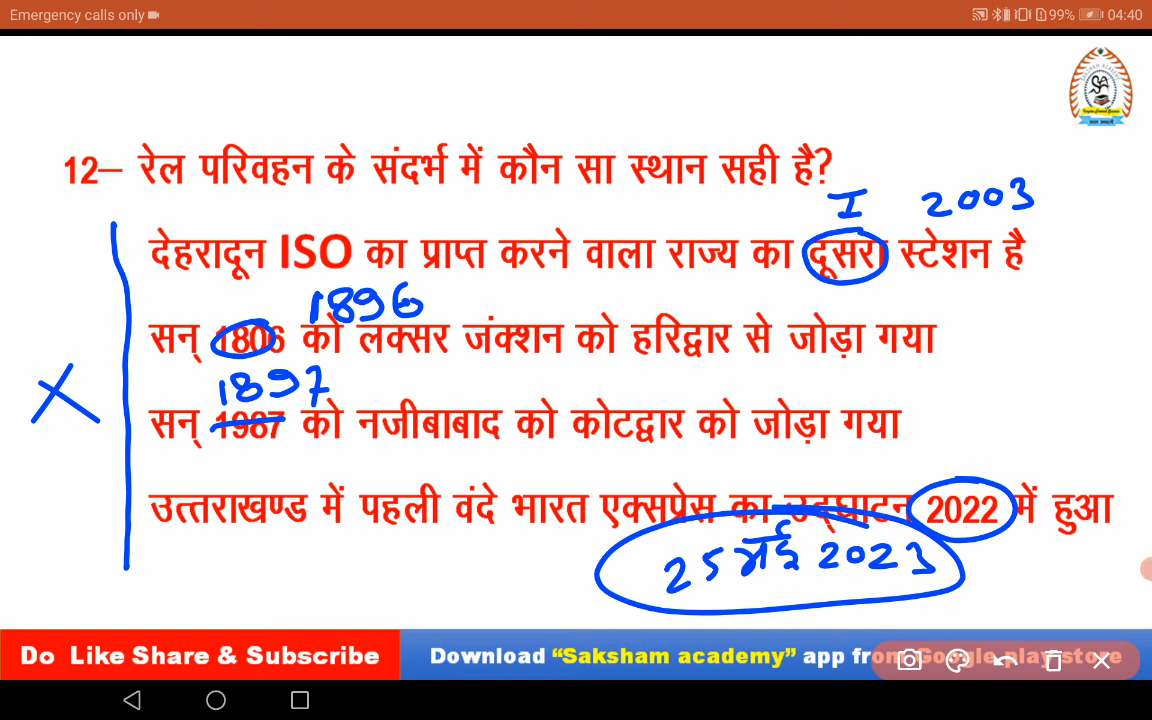 Emergency calls only
99% 04:40
12– रेल परिवहन के संदर्भ में कौन सा स्थान सही है?
I 2003
देहरादून ISO का प्राप्त करने वाला राज्य का दूसरा स्टेशन है
1896
सन् 1806 को लक्सर जंक्शन को हरिद्वार से जोड़ा गया
1897
सन् 1987 को नजीबाबाद को कोटद्वार को जोड़ा गया
उत्तराखण्ड में पहली वंदे भारत एक्सप्रेस का उद्घाटन 2022 में हुआ
25 मई 2023
Do Like Share & Subscribe
Download “Saksham academy” app from Google play store